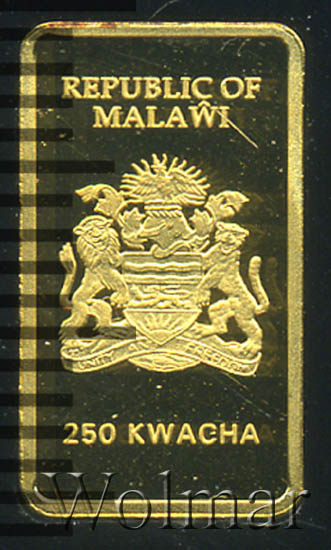 REPUBLIC OF
MALAŴI
UNITY AND FREEDOM
250 KWACHA
Wolmar